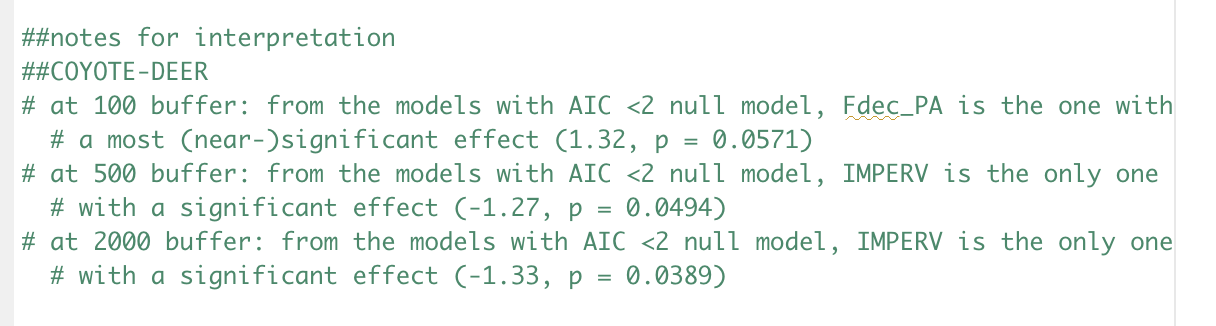 ##notes for interpretation
##COYOTE-DEER
# at 100 buffer: from the models with AIC <2 null model, Fdec_PA is the one with
# a most (near-)significant effect (1.32, p = 0.0571)
# at 500 buffer: from the models with AIC <2 null model, IMPERV is the only one
# with a significant effect (-1.27, p = 0.0494)
# at 2000 buffer: from the models with AIC <2 null model, IMPERV is the only one
# with a significant effect (-1.33, p = 0.0389)